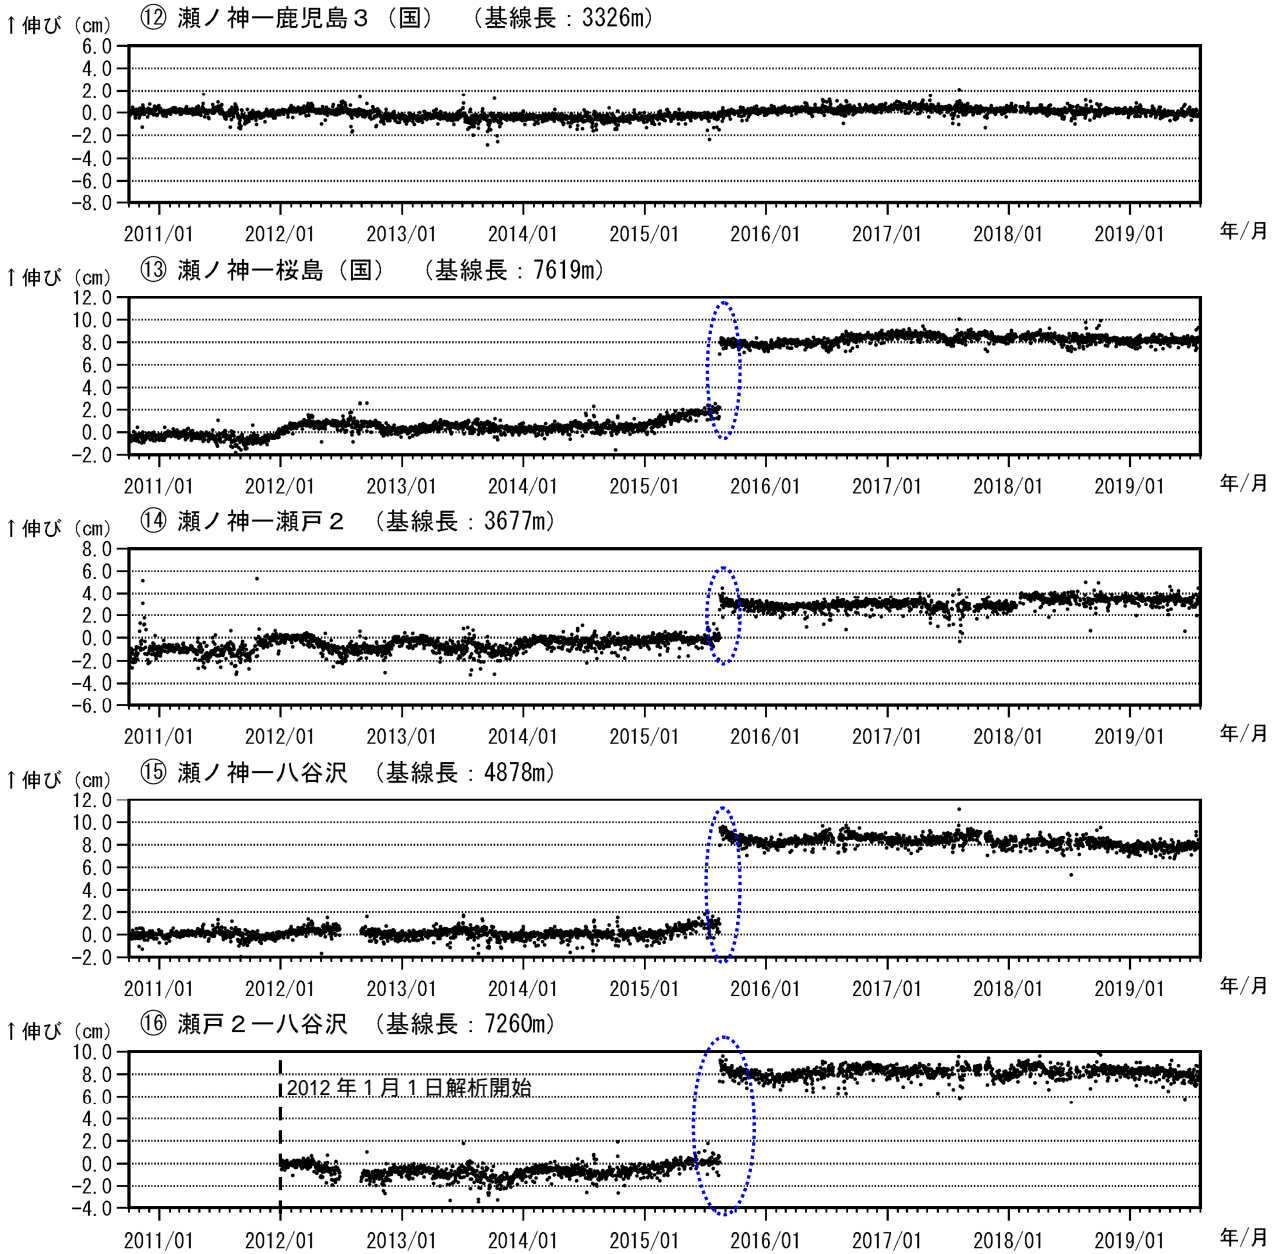 ⑫ 瀬ノ神ー鹿児島３（国） （基線長：3326m）
↑伸び（cm）
6.0
4.0
2.0
0.0
−2.0
−4.0
−6.0
−8.0
2011/01 2012/01 2013/01 2014/01 2015/01 2016/01 2017/01 2018/01 2019/01 年/月
⑬ 瀬ノ神ー桜島（国） （基線長：7619m）
↑伸び（cm）
12.0
10.0
8.0
6.0
4.0
2.0
0.0
−2.0
2011/01 2012/01 2013/01 2014/01 2015/01 2016/01 2017/01 2018/01 2019/01 年/月
⑭ 瀬ノ神ー瀬戸２ （基線長：3677m）
↑伸び（cm）
8.0
6.0
4.0
2.0
0.0
−2.0
−4.0
−6.0
2011/01 2012/01 2013/01 2014/01 2015/01 2016/01 2017/01 2018/01 2019/01 年/月
⑮ 瀬ノ神ー八谷沢 （基線長：4878m）
↑伸び（cm）
12.0
10.0
8.0
6.0
4.0
2.0
0.0
−2.0
2011/01 2012/01 2013/01 2014/01 2015/01 2016/01 2017/01 2018/01 2019/01 年/月
⑯ 瀬戸２ー八谷沢 （基線長：7260m）
↑伸び（cm）
10.0
8.0
2012年１月１日解析開始
6.0
4.0
2.0
0.0
−2.0
−4.0
2011/01 2012/01 2013/01 2014/01 2015/01 2016/01 2017/01 2018/01 2019/01 年/月